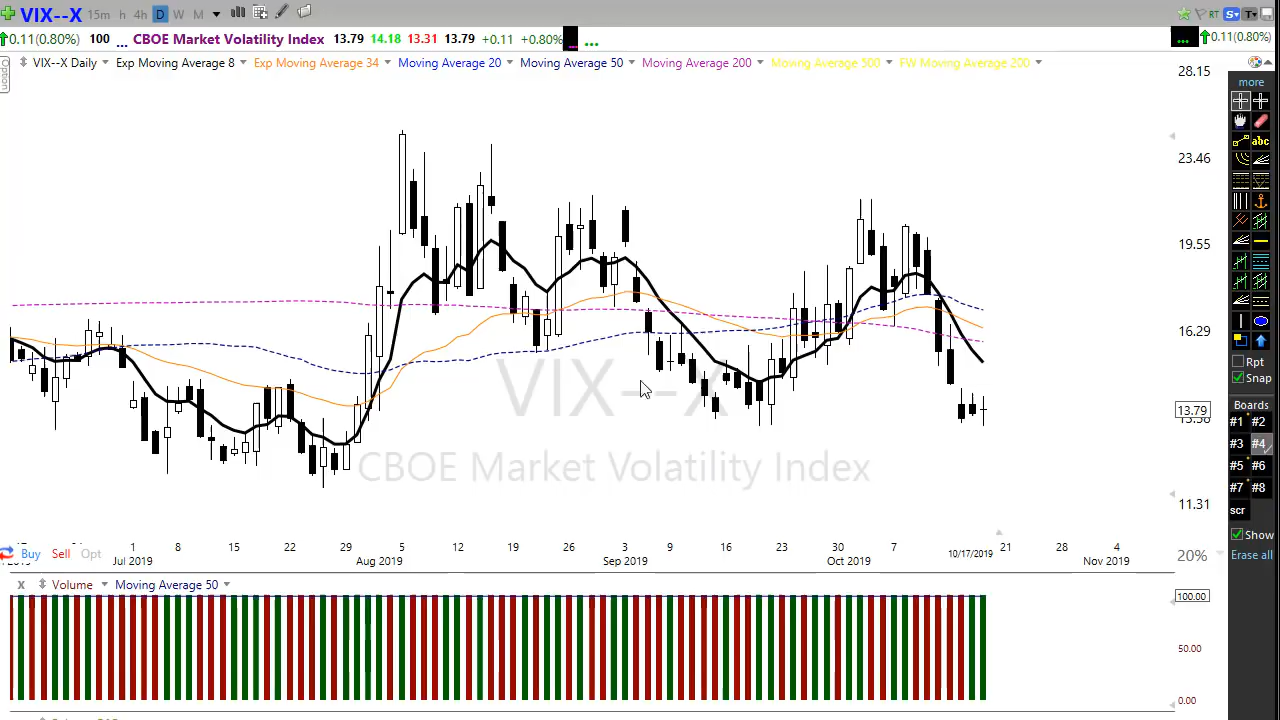 VIX--X 15m h 4h D W M RT S T
0.11(0.80%) 100 ... CBOE Market Volatility Index 13.79 14.18 13.31 13.79 +0.11 +0.80% ... ... 0.11(0.80%)
Option
VIX--X Daily Exp Moving Average 8 Exp Moving Average 34 Moving Average 20 Moving Average 50 Moving Average 200 Moving Average 500 FW Moving Average 200
28.15
more
abc
23.46
19.55
16.29
Rpt
Snap
VIX--X
Boards
13.79
#1 #2
#3 #4
CBOE Market Volatility Index
#5 #6
#7 #8
11.31
scr
Show
1 8 15 22 29 5 12 19 26 3 9 16 23 30 7 10/17/2019 21 28 4
Buy Sell Opt
Jul 2019 Aug 2019 Sep 2019 Oct 2019 Nov 2019
20%
Erase all
x Volume Moving Average 50
100.00
50.00
0.00